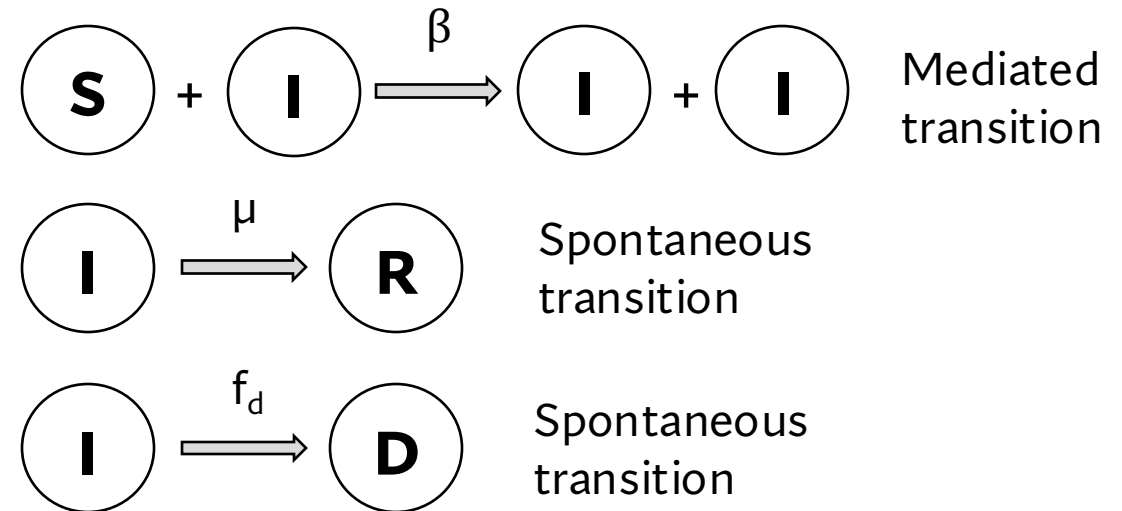 β
S + I I + I Mediated
transition
μ
I R Spontaneous
transition
f_d
I D Spontaneous
transition